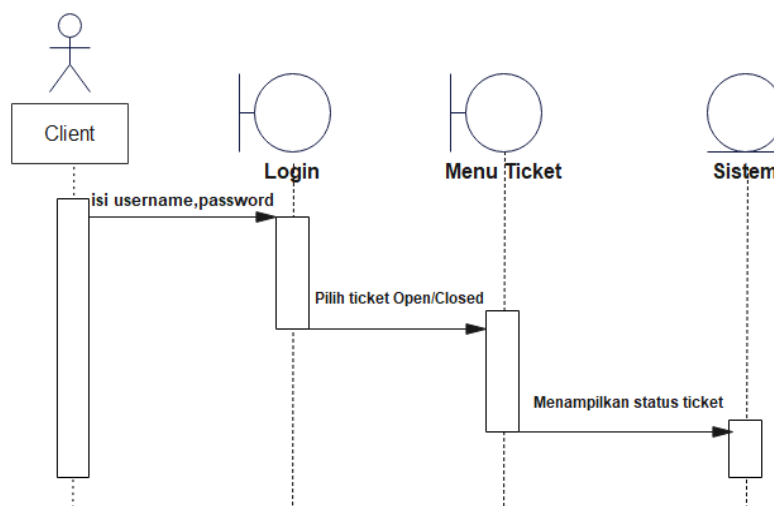 Client
Login
Menu Ticket
Sistem
isi username,password
Pilih ticket Open/Closed
Menampilkan status ticket